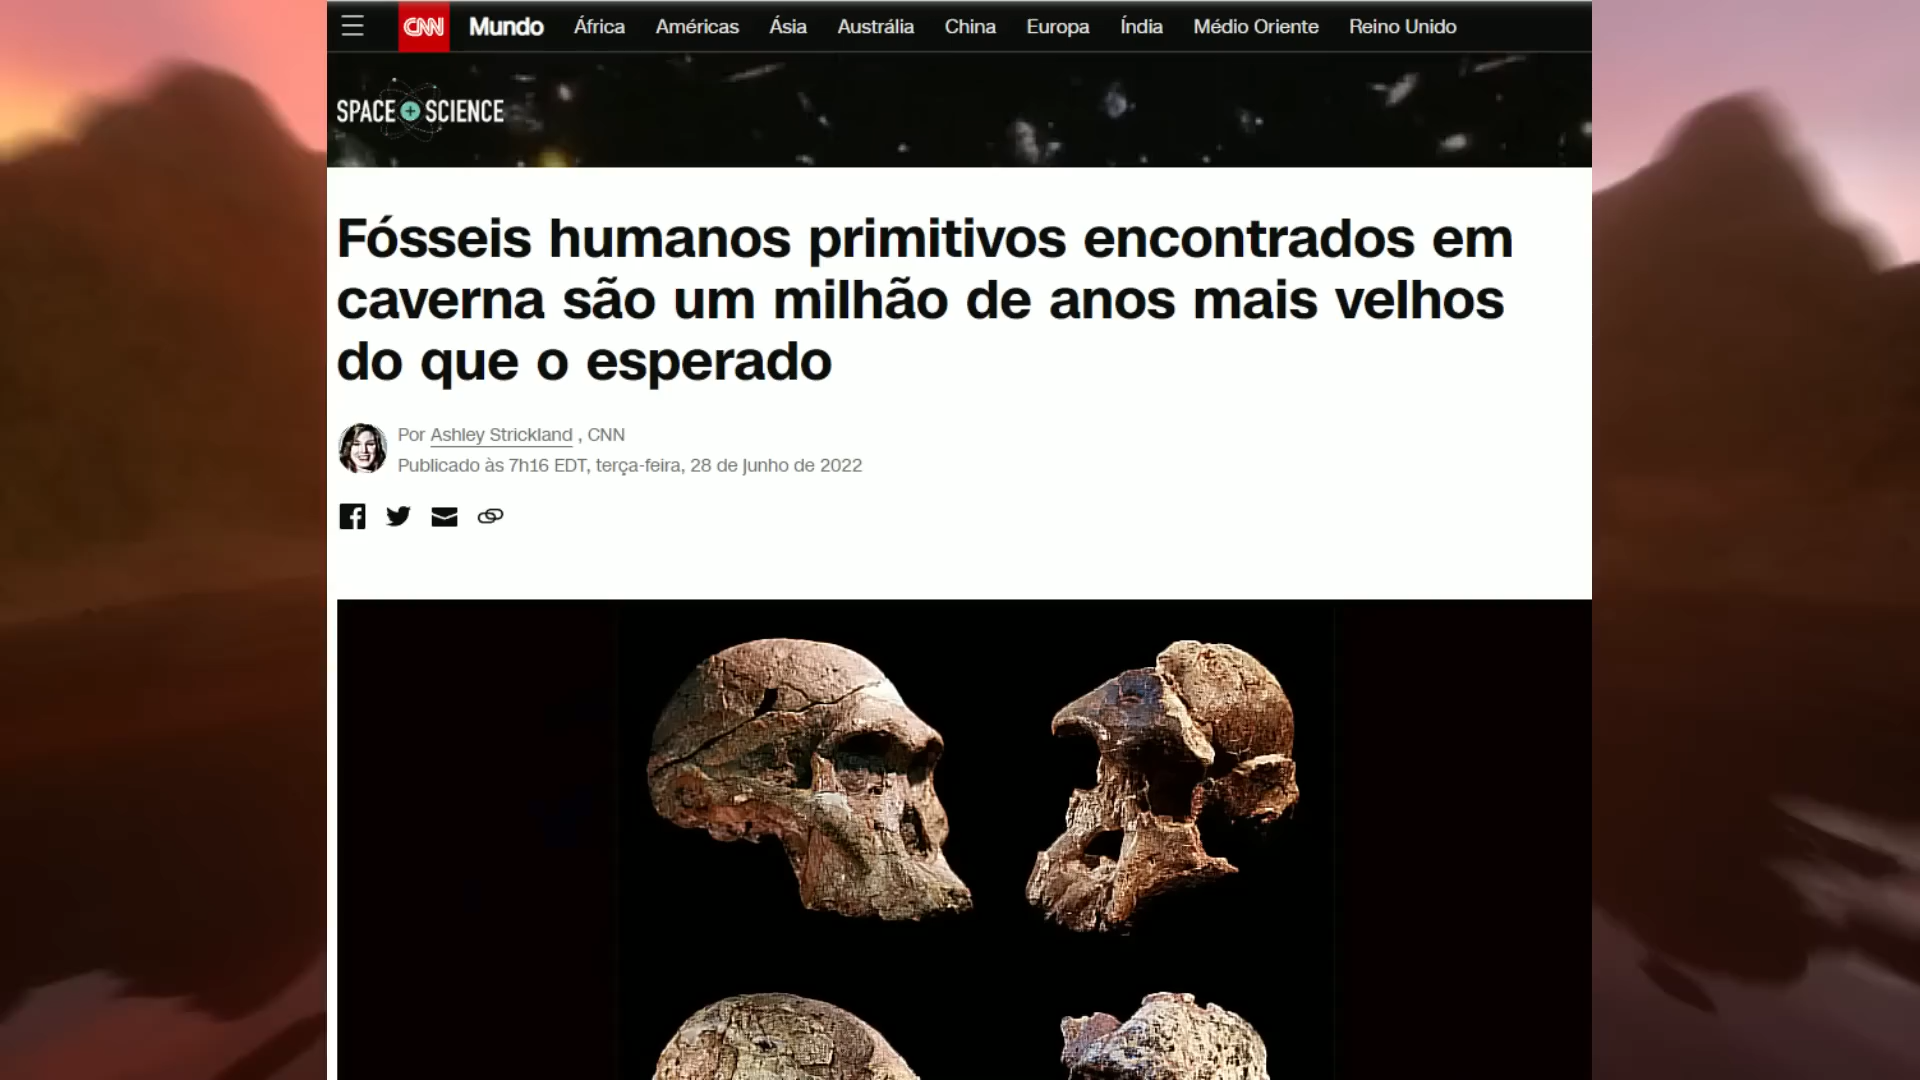 CNN Mundo África Américas Ásia Austrália China Europa Índia Médio Oriente Reino Unido
SPACE + SCIENCE
Fósseis humanos primitivos encontrados em
caverna são um milhão de anos mais velhos
do que o esperado
Por Ashley Strickland , CNN
Publicado às 7h16 EDT, terça-feira, 28 de junho de 2022